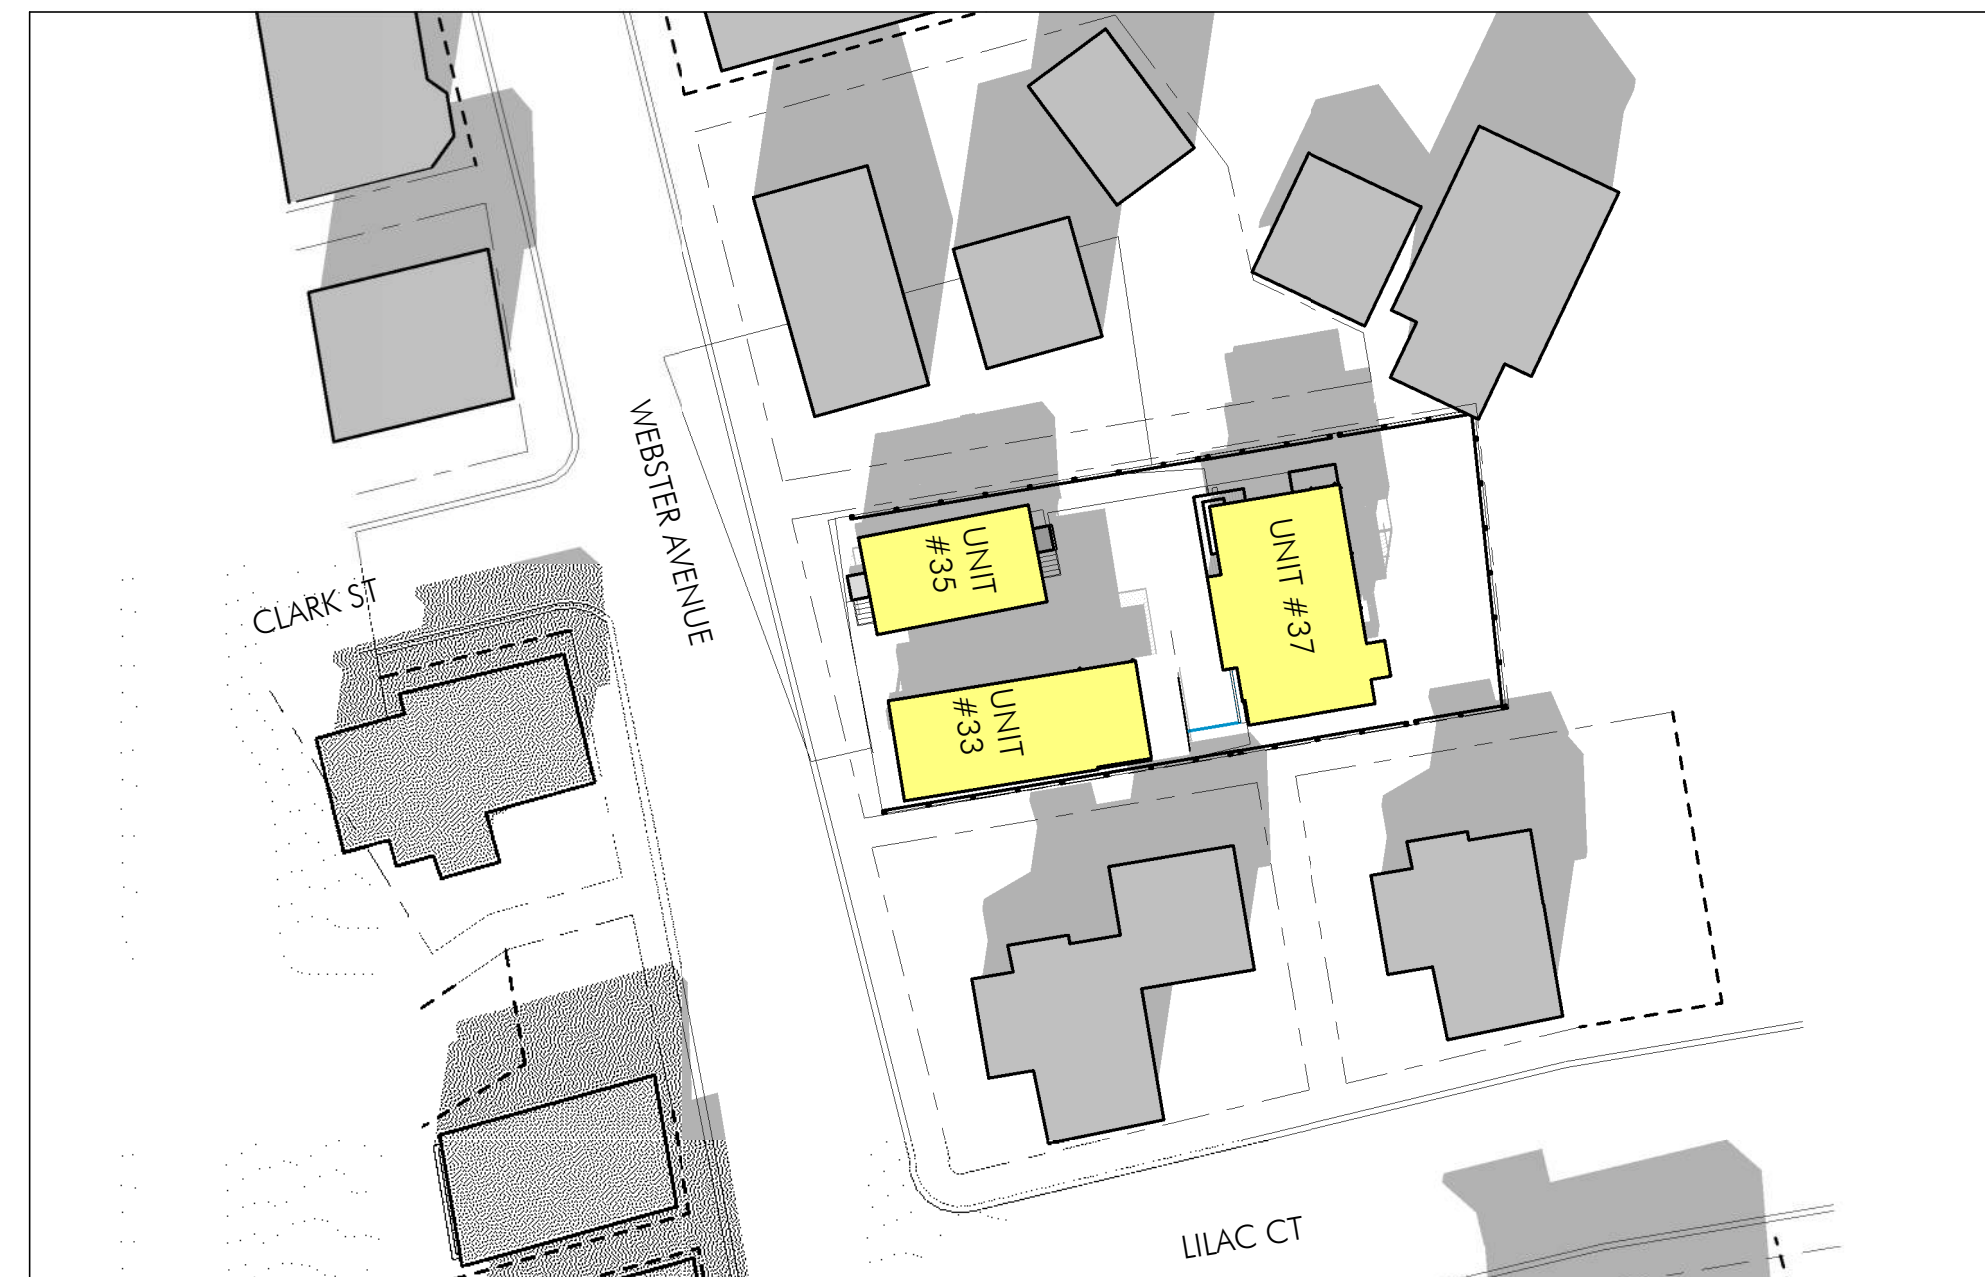 WEBSTER AVENUE
CLARK ST
UNIT
#35
UNIT #37
UNIT
#33
LILAC CT